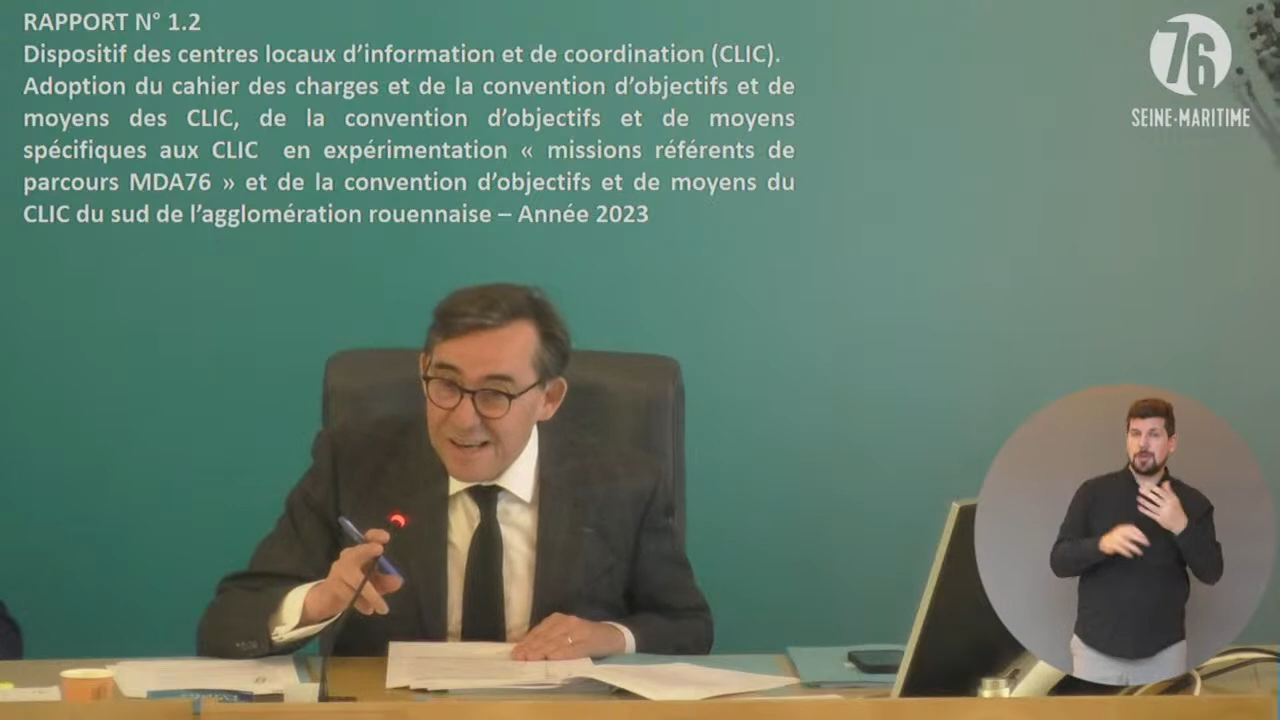 RAPPORT N° 1.2
Dispositif des centres locaux d'information et de coordination (CLIC).
Adoption du cahier des charges et de la convention d'objectifs et de
moyens des CLIC, de la convention d'objectifs et de moyens
spécifiques aux CLIC en expérimentation « missions référents de
parcours MDA76 » et de la convention d'objectifs et de moyens du
CLIC du sud de l'agglomération rouennaise – Année 2023
76
SEINE-MARITIME